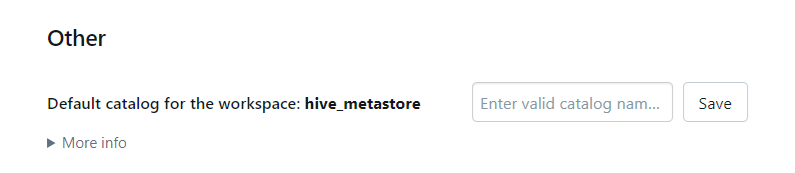 Other
Default catalog for the workspace: hive_metastore
Enter valid catalog nam...
Save
More info